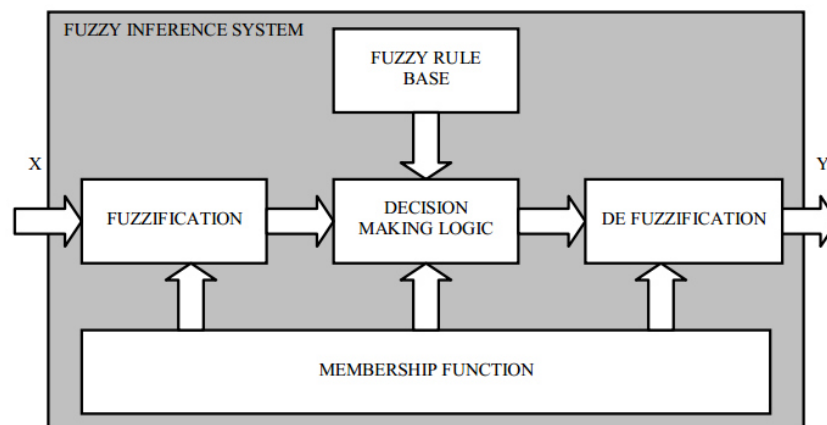 FUZZY INFERENCE SYSTEM
FUZZY RULE
BASE
X
Y
FUZZIFICATION
DECISION
MAKING LOGIC
DE FUZZIFICATION
MEMBERSHIP FUNCTION